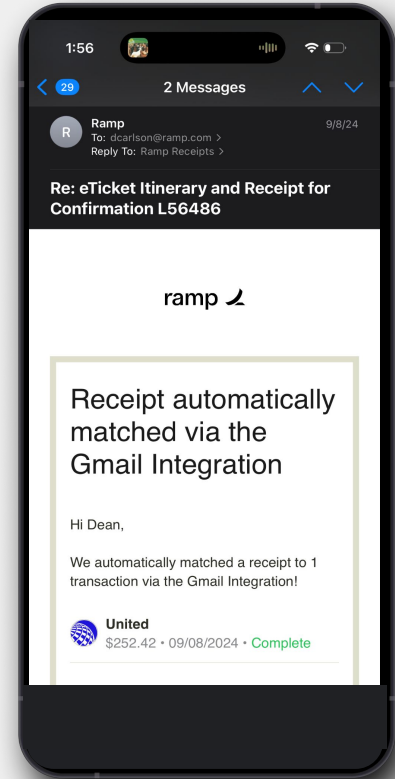 1:56
29
2 Messages
R
Ramp
9/8/24
To: dcarlson@ramp.com >
Reply To: Ramp Receipts >
Re: eTicket Itinerary and Receipt for
Confirmation L56486
ramp
Receipt automatically
matched via the
Gmail Integration
Hi Dean,
We automatically matched a receipt to 1
transaction via the Gmail Integration!
United
$252.42 • 09/08/2024 • Complete